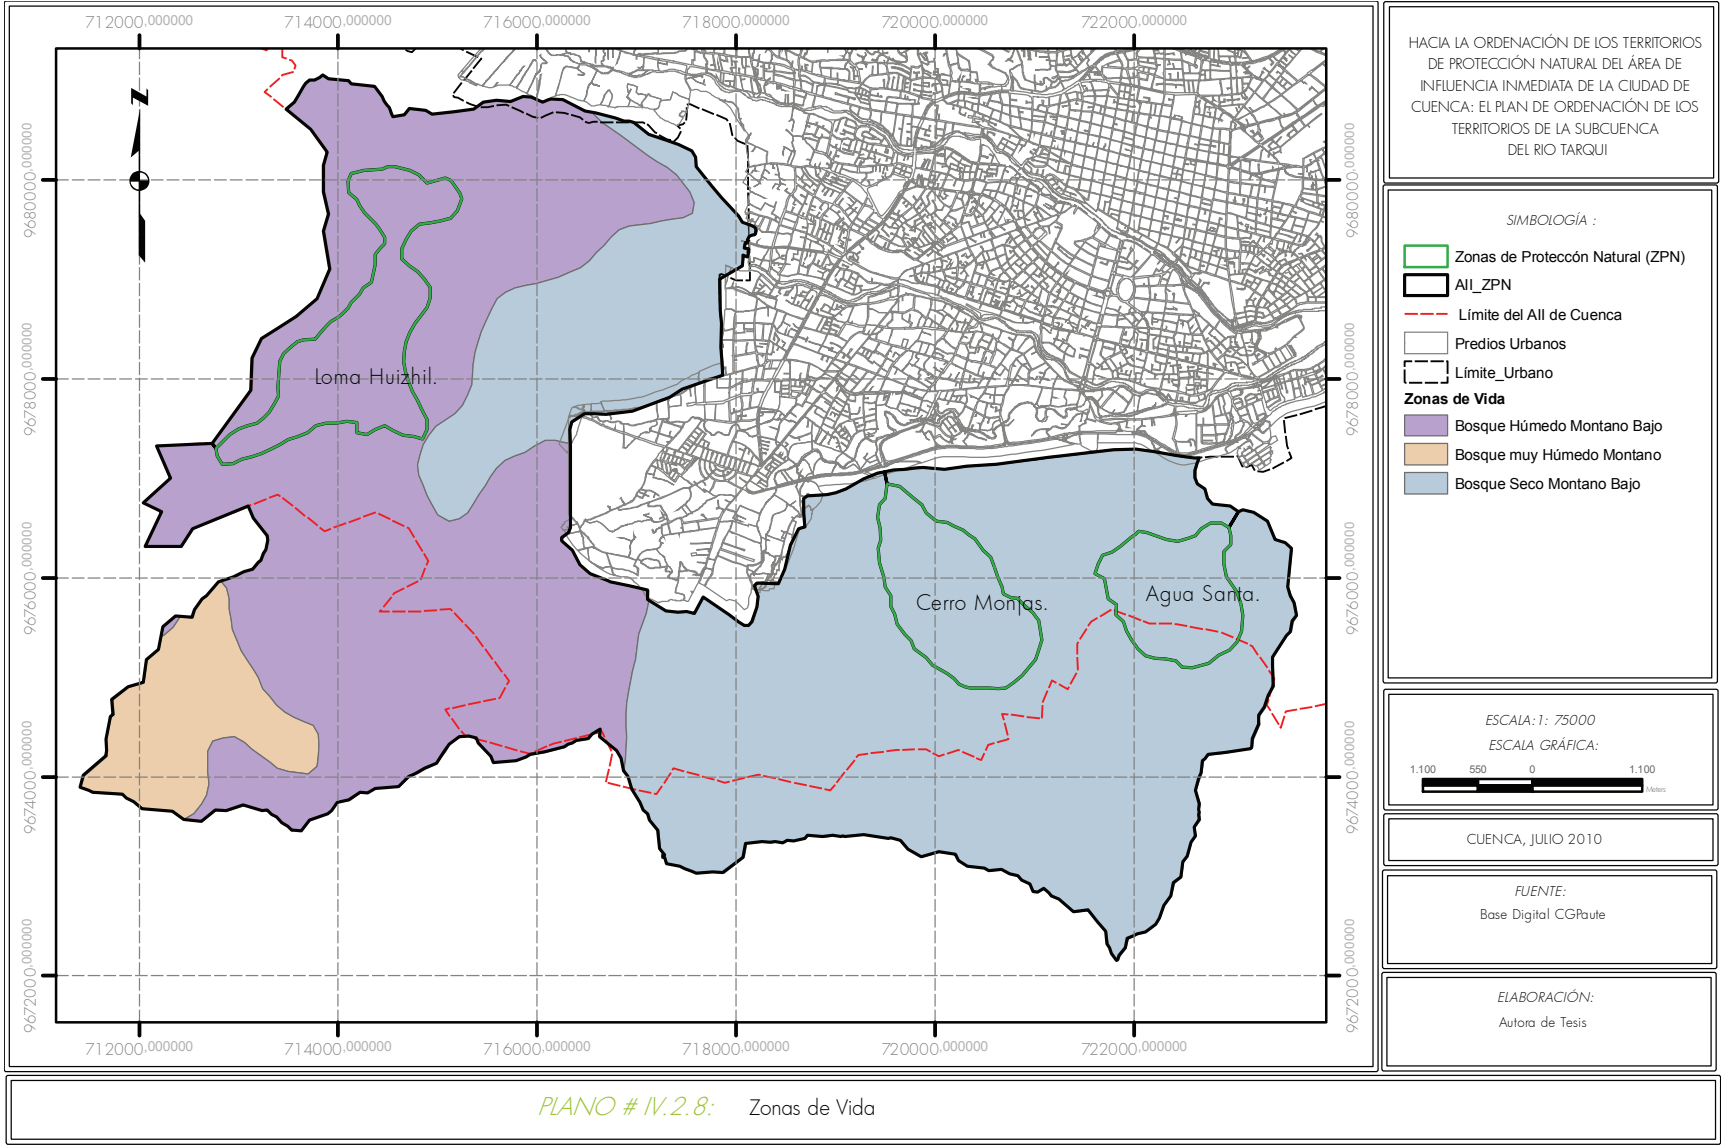 712000,000000 714000,000000 716000,000000 718000,000000 720000,000000 722000,000000
9680000,000000 9680000,000000
9678000,000000 9678000,000000
9676000,000000 9676000,000000
9674000,000000 9674000,000000
9672000,000000 9672000,000000
N
Loma Huizhil.
Cerro Monjas.
Agua Santa.
712000,000000 714000,000000 716000,000000 718000,000000 720000,000000 722000,000000
HACIA LA ORDENACIÓN DE LOS TERRITORIOS
DE PROTECCIÓN NATURAL DEL ÁREA DE
INFLUENCIA INMEDIATA DE LA CIUDAD DE
CUENCA: EL PLAN DE ORDENACIÓN DE LOS
TERRITORIOS DE LA SUBCUENCA
DEL RIO TARQUI
SIMBOLOGÍA :
Zonas de Proteccón Natural (ZPN)
AII_ZPN
Límite del AII de Cuenca
Predios Urbanos
Límite_Urbano
Zonas de Vida
Bosque Húmedo Montano Bajo
Bosque muy Húmedo Montano
Bosque Seco Montano Bajo
ESCALA:1: 75000
ESCALA GRÁFICA:
1.100 550 0 1.100
Meters
CUENCA, JULIO 2010
FUENTE:
Base Digital CGPaute
ELABORACIÓN:
Autora de Tesis
PLANO # IV.2.8: Zonas de Vida